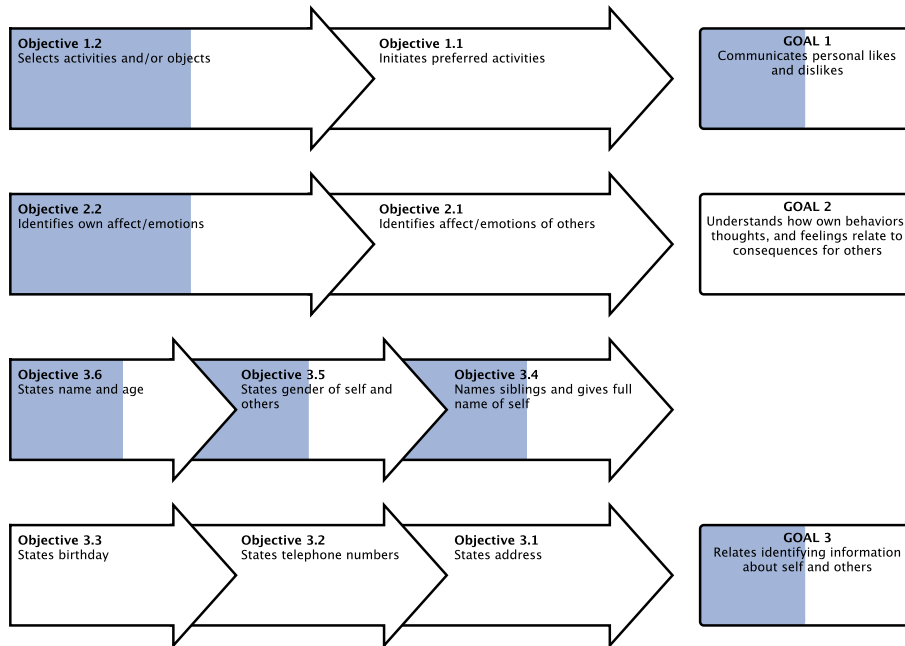 Objective 1.2
Selects activities and/or objects
Objective 1.1
Initiates preferred activities
GOAL 1
Communicates personal likes
and dislikes
Objective 2.2
Identifies own affect/emotions
Objective 2.1
Identifies affect/emotions of others
GOAL 2
Understands how own behaviors
thoughts, and feelings relate to
consequences for others
Objective 3.6
States name and age
Objective 3.5
States gender of self and
others
Objective 3.4
Names siblings and gives full
name of self
Objective 3.3
States birthday
Objective 3.2
States telephone numbers
Objective 3.1
States address
GOAL 3
Relates identifying information
about self and others